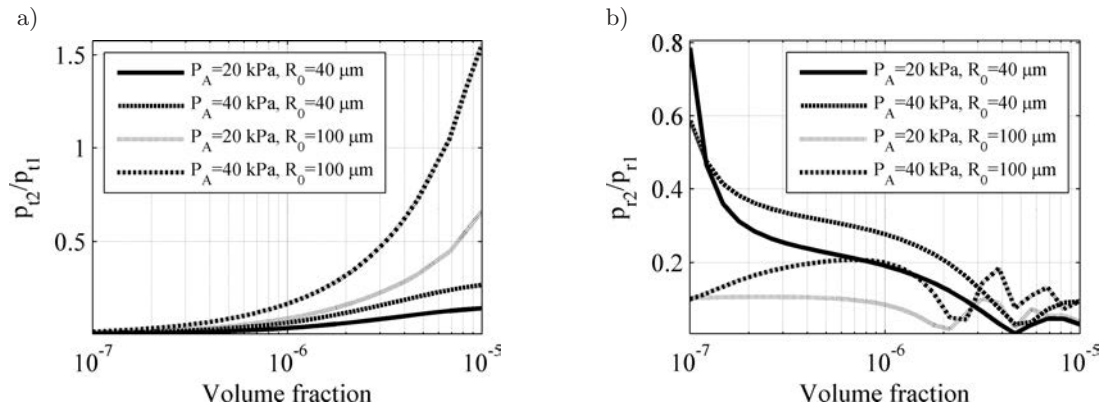 a)
1.5
1
0.5
p_t2/p_t1
P_A=20 kPa, R_0=40 μm
P_A=40 kPa, R_0=40 μm
P_A=20 kPa, R_0=100 μm
P_A=40 kPa, R_0=100 μm
10^-7
10^-6
10^-5
Volume fraction
b)
0.8
0.6
0.4
0.2
p_r2/p_r1
P_A=20 kPa, R_0=40 μm
P_A=40 kPa, R_0=40 μm
P_A=20 kPa, R_0=100 μm
P_A=40 kPa, R_0=100 μm
10^-7
10^-6
10^-5
Volume fraction